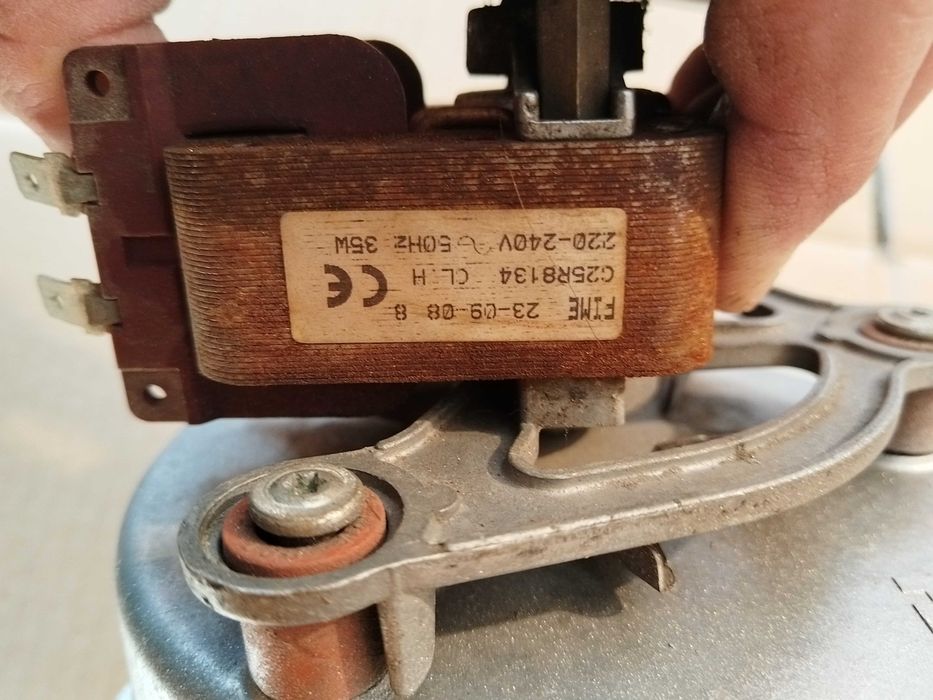 FIME 23-09-08 8
C25R8134 CL.H CE
220-240V ~ 50Hz 35W